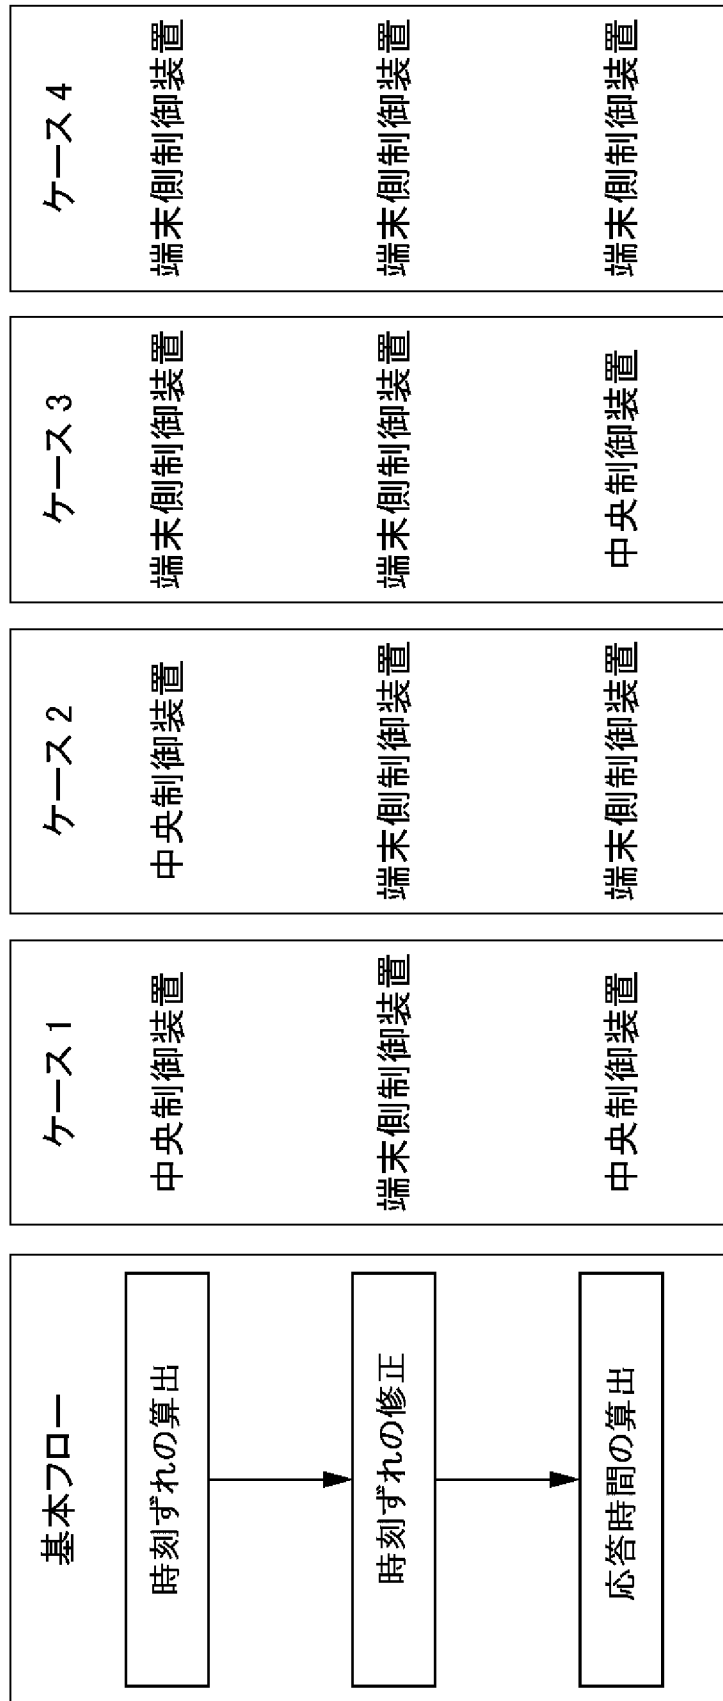 基本フロー
時刻ずれの算出
時刻ずれの修正
応答時間の算出
ケース1
中央制御装置
端末側制御装置
中央制御装置
ケース2
中央制御装置
端末側制御装置
端末側制御装置
ケース3
端末側制御装置
端末側制御装置
中央制御装置
ケース4
端末側制御装置
端末側制御装置
端末側制御装置